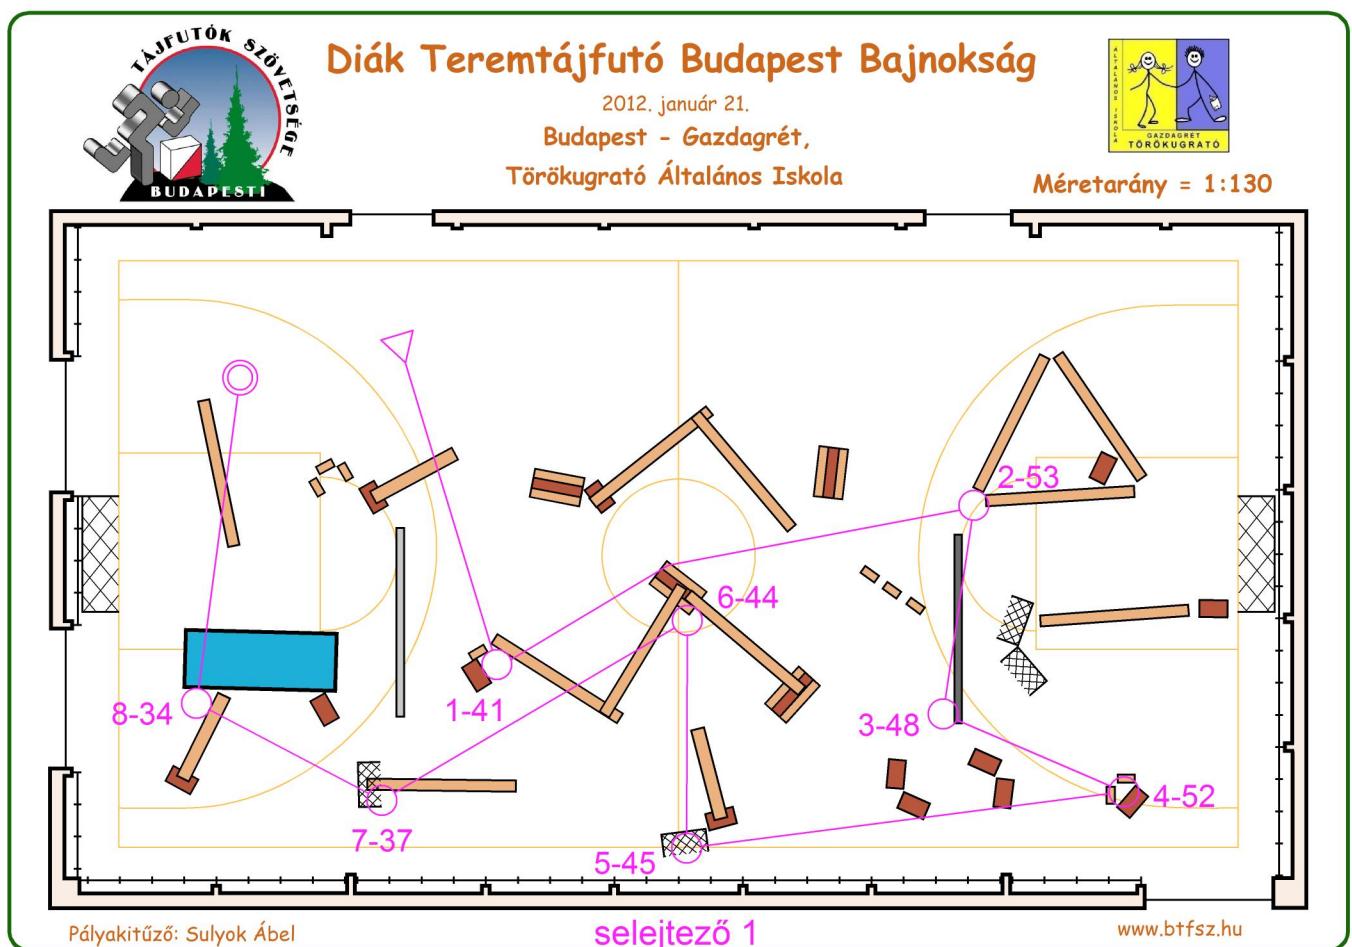 TÁJFUTÓK SZÖVETSÉGE
BUDAPESTI
Diák Teremtájfutó Budapest Bajnokság
2012. január 21.
Budapest - Gazdagrét,
Törökugrató Általános Iskola
ÁLTALÁNOS ISKOLA
GAZDAGRÉT
TÖRÖKUGRATÓ
Méretarány = 1:130
2-53
6-44
1-41
8-34
3-48
4-52
7-37
5-45
Pályakitűző: Sulyok Ábel
selejtező 1
www.btfsz.hu